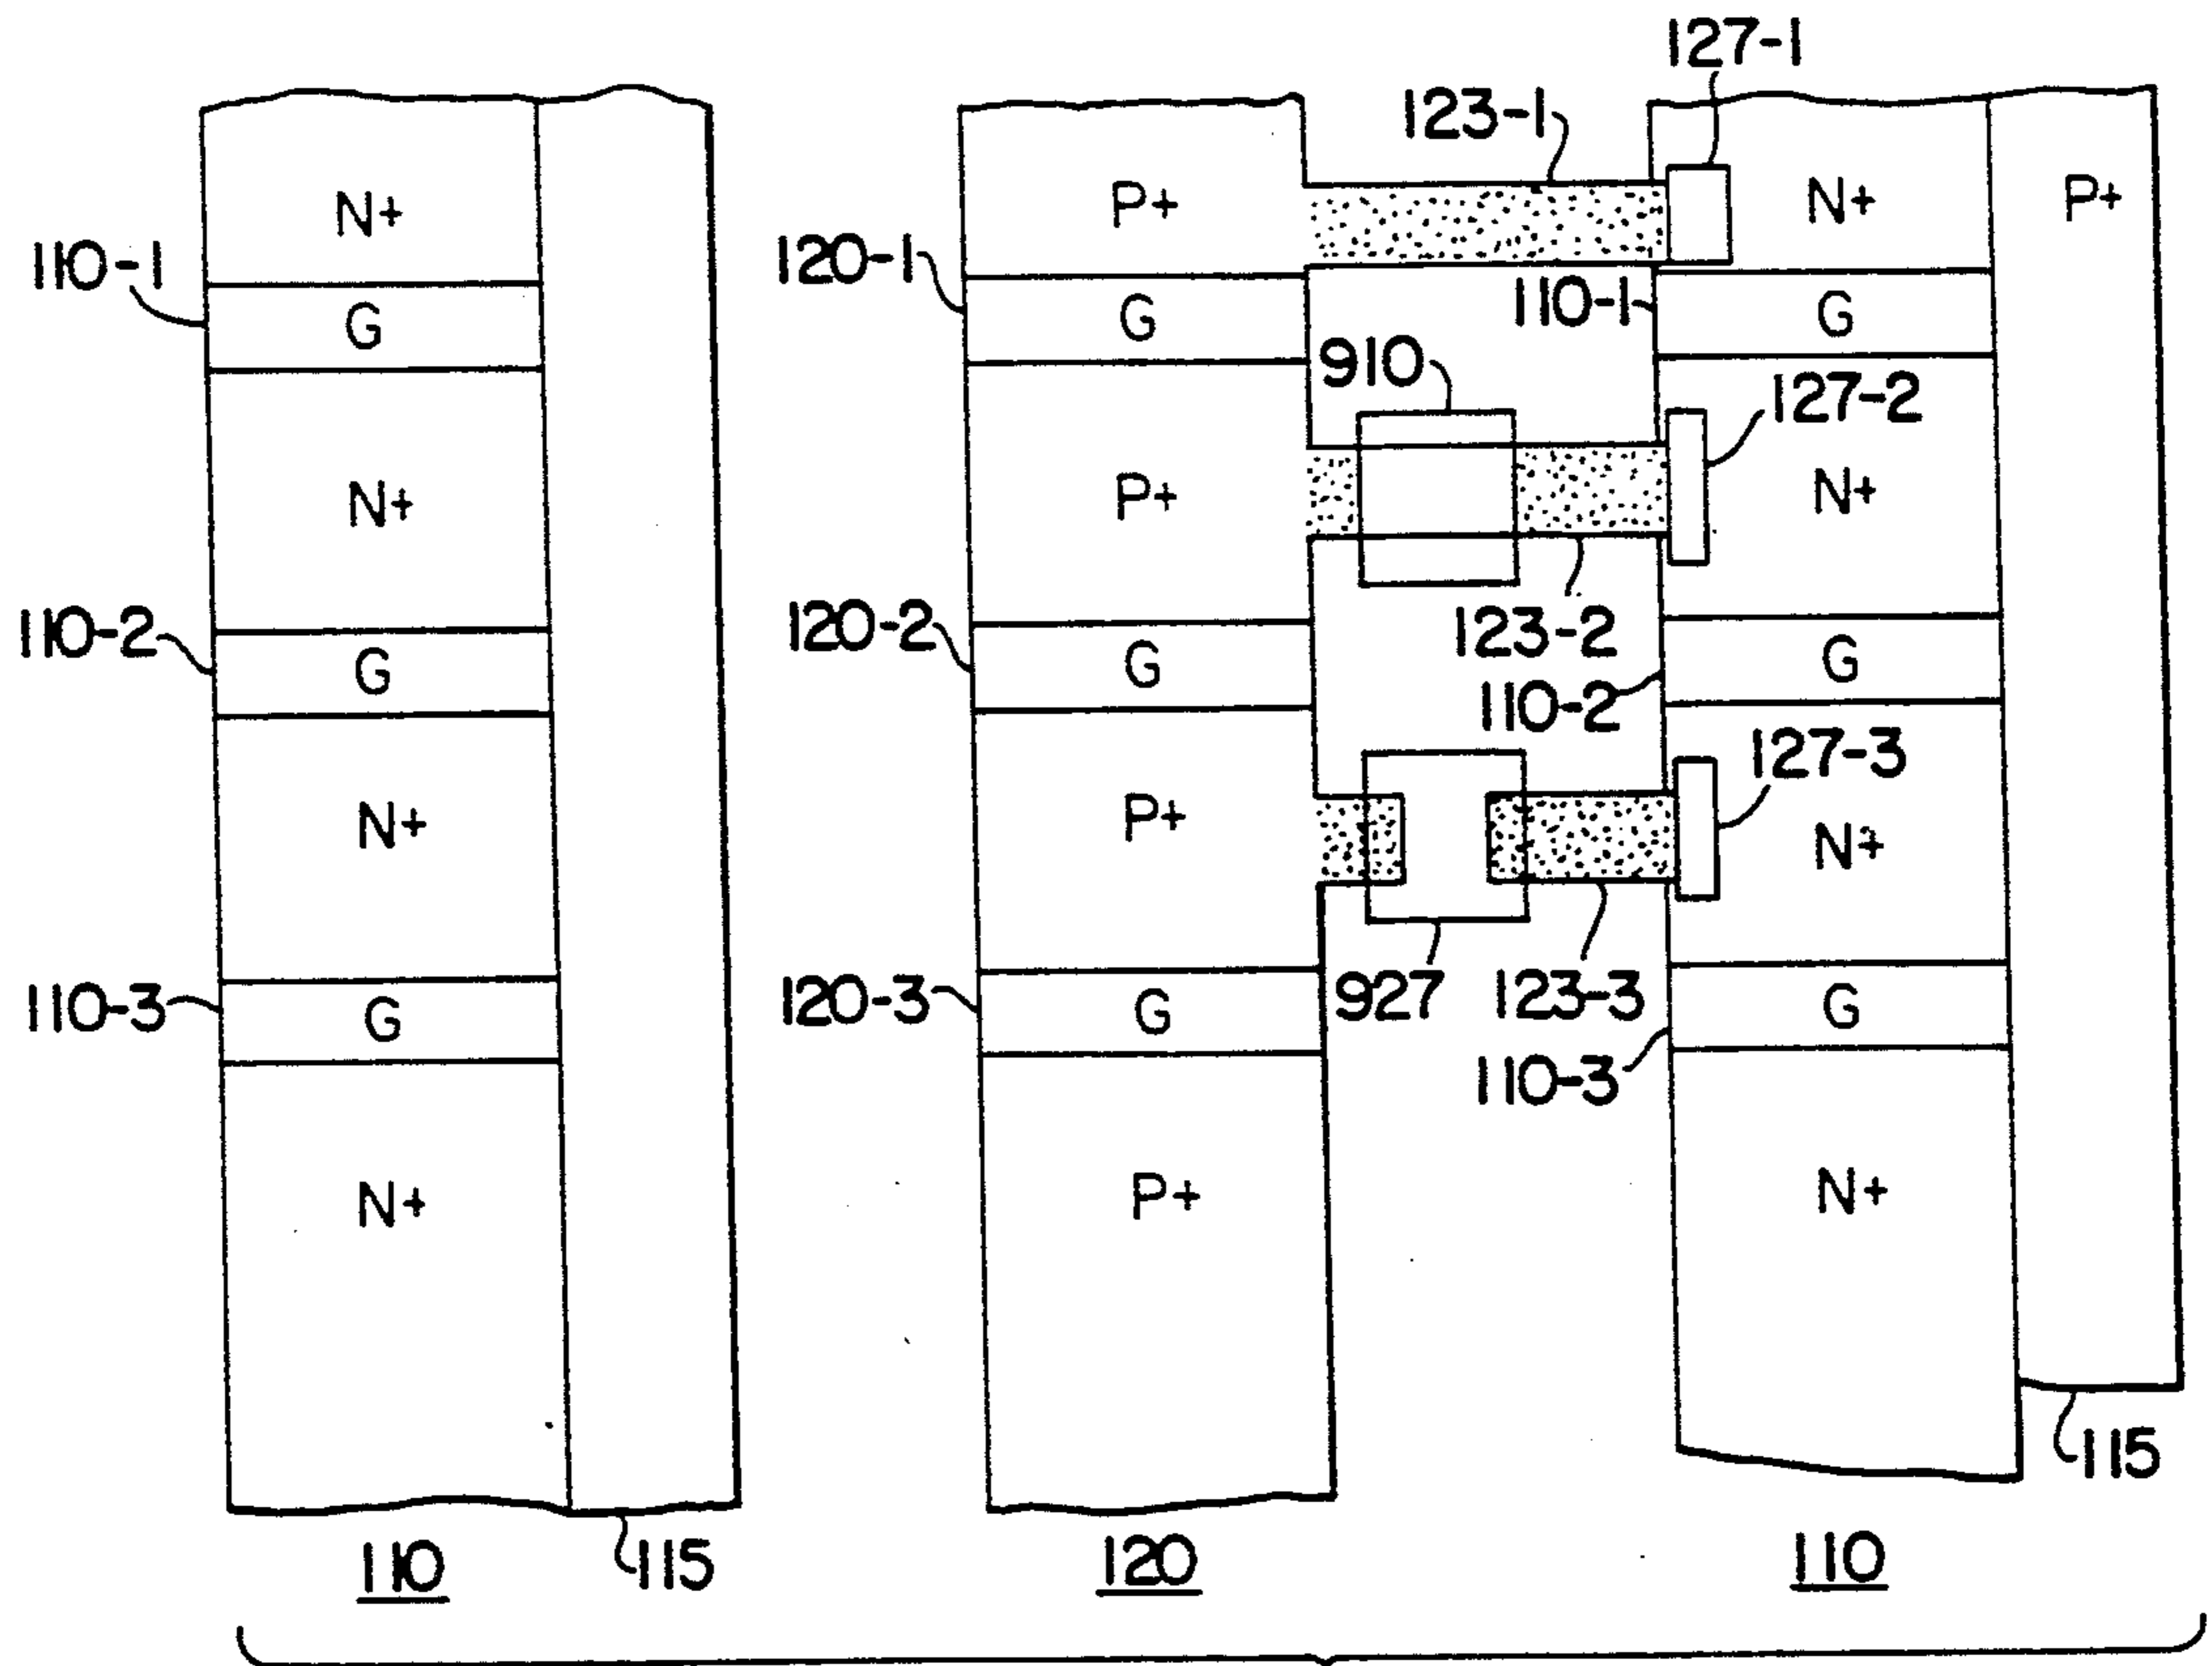 127-1
123-1
N+
P+
N+
P+
110-1
120-1
110-1
G
G
G
910
127-2
N+
P+
N+
110-2
120-2
123-2
G
G
G
110-2
127-3
N+
P+
N+
110-3
120-3
927
123-3
G
G
G
110-3
N+
P+
N+
115
110
115
120
110